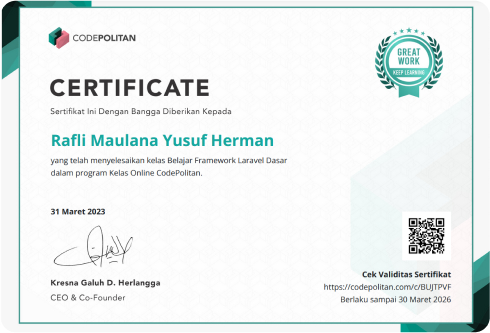 CODEPOLITAN
GREAT
WORK
KEEP LEARNING
CERTIFICATE
Sertifikat Ini Dengan Bangga Diberikan Kepada
Rafli Maulana Yusuf Herman
yang telah menyelesaikan kelas Belajar Framework Laravel Dasar
dalam program Kelas Online CodePolitan.
31 Maret 2023
Kresna Galuh D. Herlangga
CEO & Co-Founder
Cek Validitas Sertifikat
https://codepolitan.com/c/BUJTPVF
Berlaku sampai 30 Maret 2026